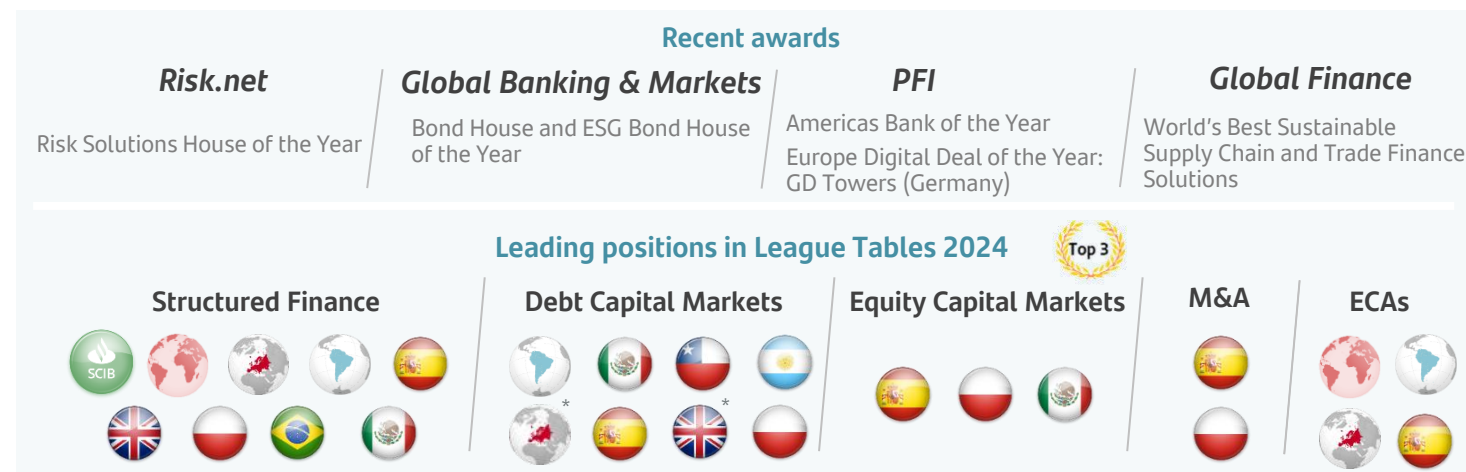 Recent awards
Risk.net
Risk Solutions House of the Year
Global Banking & Markets
Bond House and ESG Bond House
of the Year
PFI
Americas Bank of the Year
Europe Digital Deal of the Year:
GD Towers (Germany)
Global Finance
World's Best Sustainable
Supply Chain and Trade Finance
Solutions
Leading positions in League Tables 2024
Top 3
Structured Finance
SCIB
Debt Capital Markets
*
*
Equity Capital Markets
M&A
ECAs